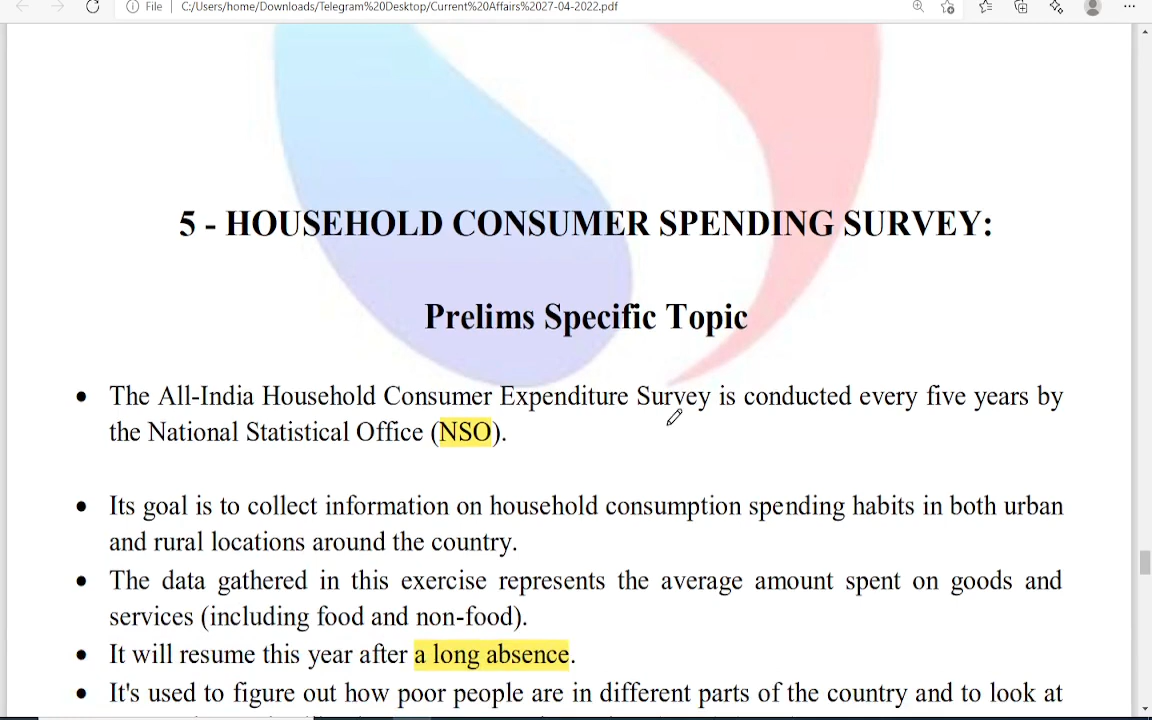 File | C:/Users/home/Downloads/Telegram%20Desktop/Current%20Affairs%2027-04-2022.pdf
5 - HOUSEHOLD CONSUMER SPENDING SURVEY:
Prelims Specific Topic
• The All-India Household Consumer Expenditure Survey is conducted every five years by
the National Statistical Office (NSO).
• Its goal is to collect information on household consumption spending habits in both urban
and rural locations around the country.
• The data gathered in this exercise represents the average amount spent on goods and
services (including food and non-food).
• It will resume this year after a long absence.
• It's used to figure out how poor people are in different parts of the country and to look at